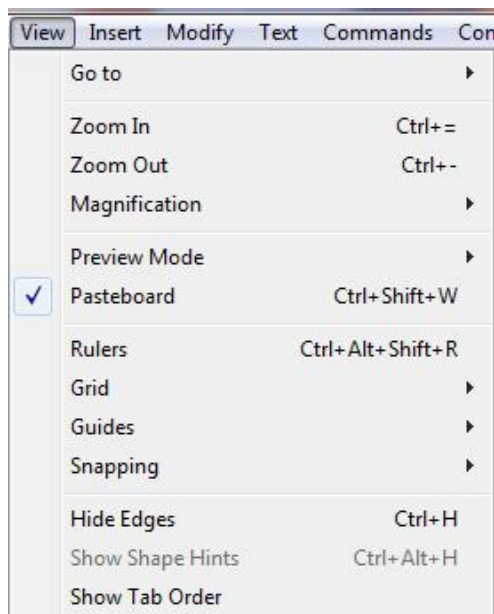 View Insert Modify Text Commands Con
Go to
Zoom In Ctrl+=
Zoom Out Ctrl+-
Magnification
Preview Mode
Pasteboard Ctrl+Shift+W
Rulers Ctrl+Alt+Shift+R
Grid
Guides
Snapping
Hide Edges Ctrl+H
Show Shape Hints Ctrl+Alt+H
Show Tab Order